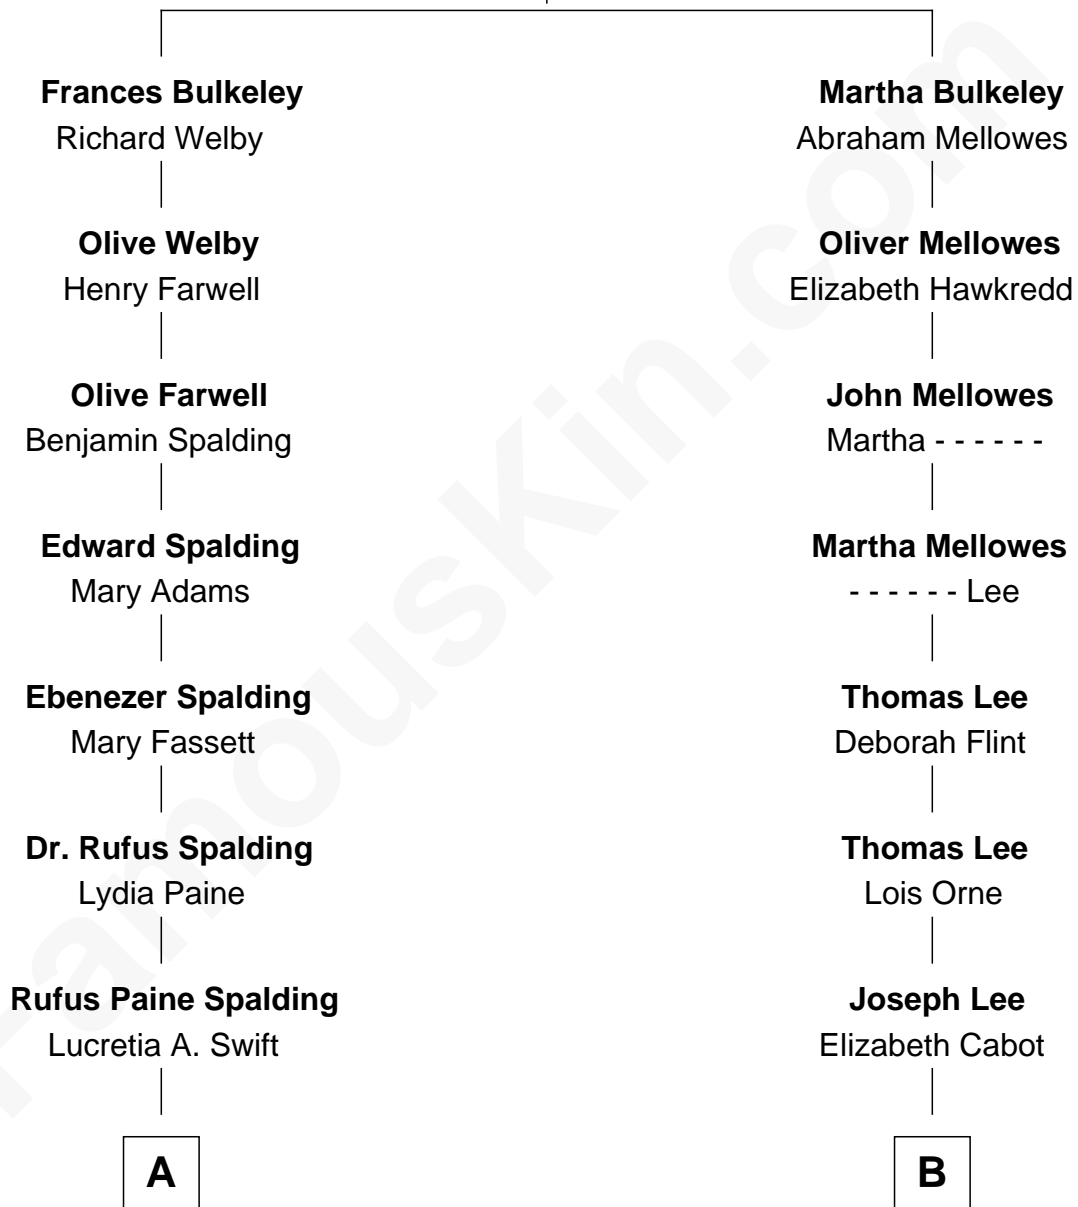 Frances Bulkeley
Richard Welby
Martha Bulkeley
Abraham Mellowes
Olive Welby
Henry Farwell
Oliver Mellowes
Elizabeth Hawkredd
Olive Farwell
Benjamin Spalding
John Mellowes
Martha - - - - - -
Edward Spalding
Mary Adams
Martha Mellowes
- - - - - - Lee
Ebenezer Spalding
Mary Fassett
Thomas Lee
Deborah Flint
Dr. Rufus Spalding
Lydia Paine
Thomas Lee
Lois Orne
Rufus Paine Spalding
Lucretia A. Swift
Joseph Lee
Elizabeth Cabot
A
B
FamousKin.com